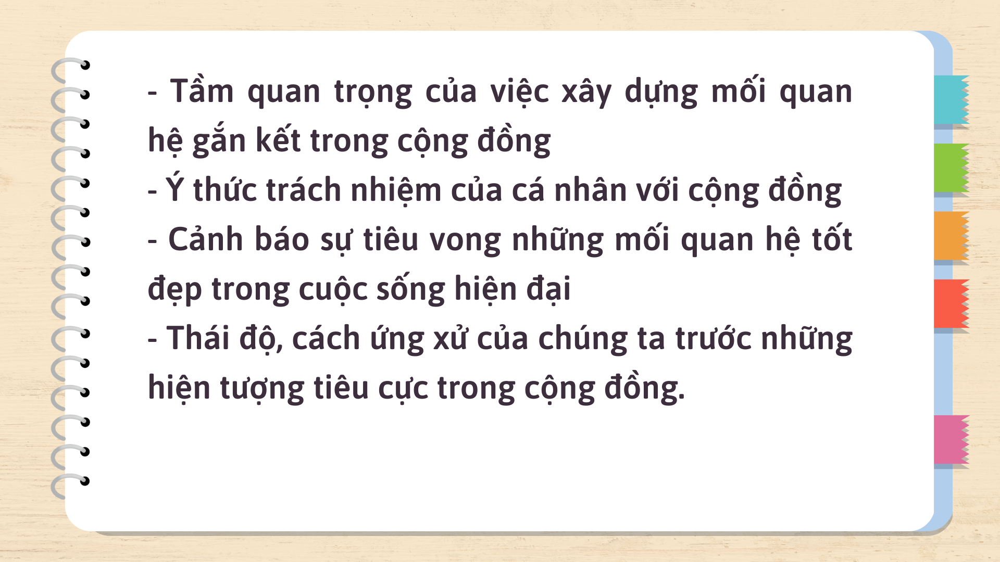 - Tầm quan trọng của việc xây dựng mối quan
hệ gắn kết trong cộng đồng
- Ý thức trách nhiệm của cá nhân với cộng đồng
- Cảnh báo sự tiêu vong những mối quan hệ tốt
đẹp trong cuộc sống hiện đại
- Thái độ, cách ứng xử của chúng ta trước những
hiện tượng tiêu cực trong cộng đồng.